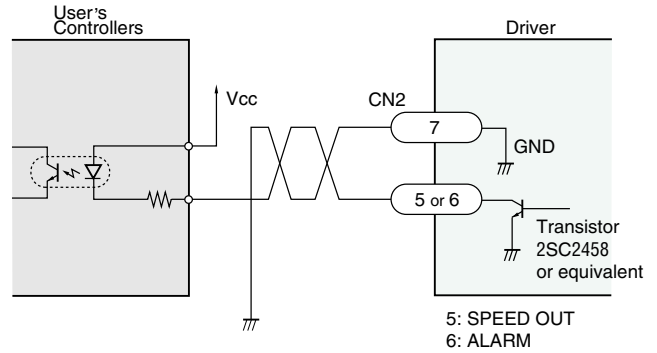 User's
Controllers
Driver
Vcc
CN2
7
GND
5 or 6
Transistor
2SC2458
or equivalent
5: SPEED OUT
6: ALARM